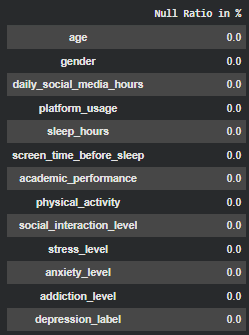 Null Ratio in %
age 0.0
gender 0.0
daily_social_media_hours 0.0
platform_usage 0.0
sleep_hours 0.0
screen_time_before_sleep 0.0
academic_performance 0.0
physical_activity 0.0
social_interaction_level 0.0
stress_level 0.0
anxiety_level 0.0
addiction_level 0.0
depression_label 0.0